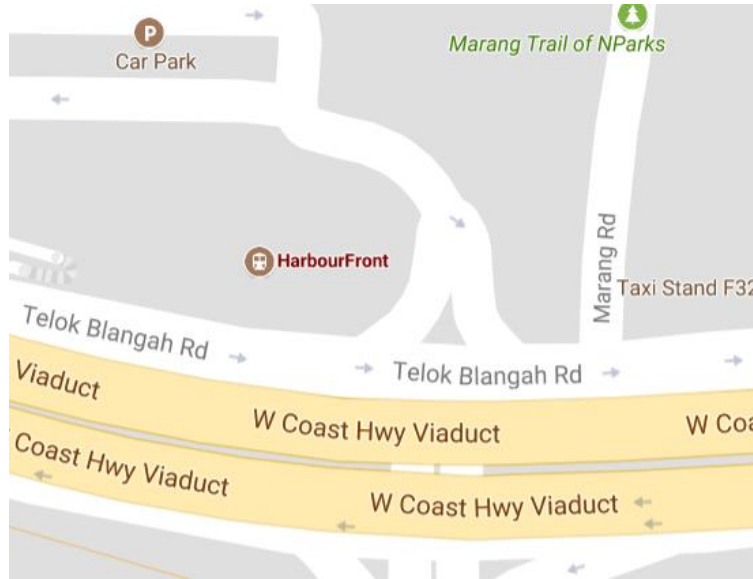 P
Car Park
Marang Trail of NParks
HarbourFront
Marang Rd
Taxi Stand F32
Telok Blangah Rd
Telok Blangah Rd
Viaduct
W Coast Hwy Viaduct
W Coa
Coast Hwy Viaduct
W Coast Hwy Viaduct